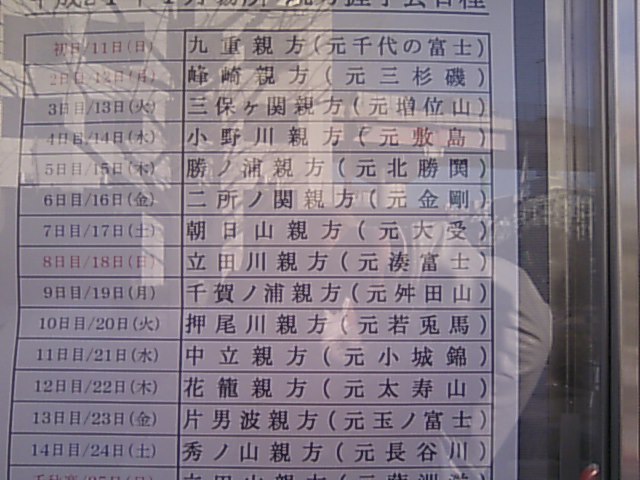 初日/11日(日) 九重親方(元千代の富士)
2日目/12日(月) 峰崎親方(元三杉磯)
3日目/13日(火) 三保ヶ関親方(元増位山)
4日目/14日(水) 小野川親方(元敷島)
5日目/15日(木) 勝ノ浦親方(元北勝関)
6日目/16日(金) 二所ノ関親方(元金剛)
7日目/17日(土) 朝日山親方(元大受)
8日目/18日(日) 立田川親方(元湊富士)
9日目/19日(月) 千賀ノ浦親方(元舛田山)
10日目/20日(火) 押尾川親方(元若兎馬)
11日目/21日(水) 中立親方(元小城錦)
12日目/22日(木) 花籠親方(元太寿山)
13日目/23日(金) 片男波親方(元玉ノ富士)
14日目/24日(土) 秀ノ山親方(元長谷川)